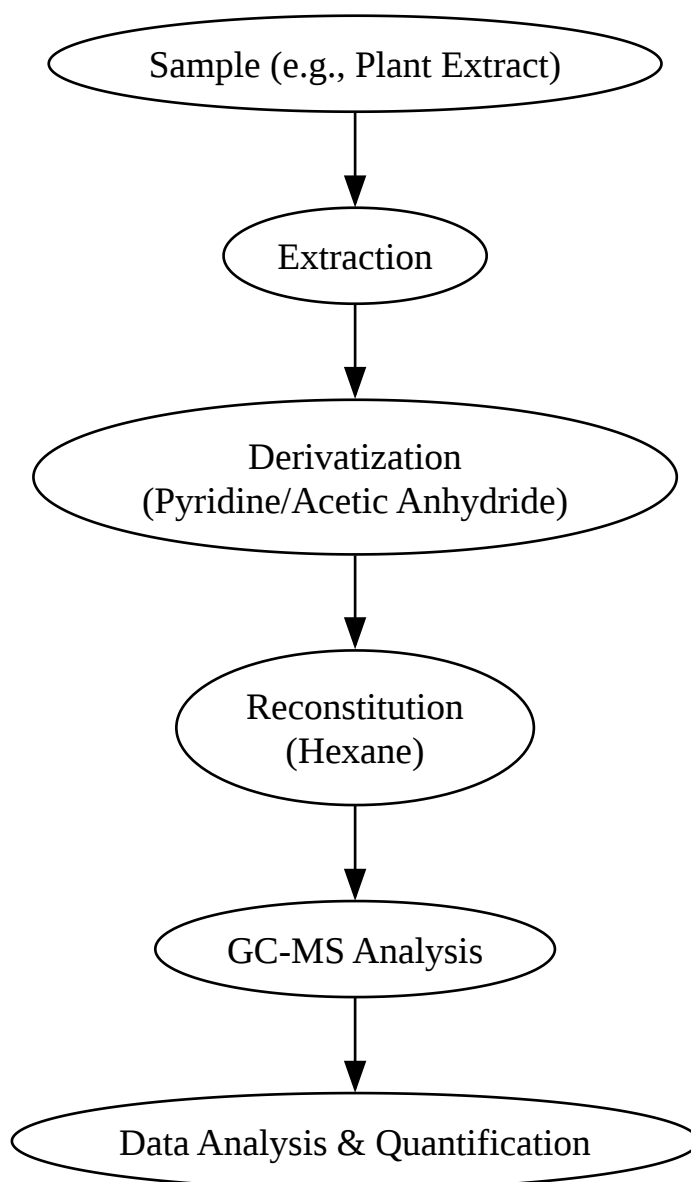 Sample (e.g., Plant Extract)
Extraction
Derivatization
(Pyridine/Acetic Anhydride)
Reconstitution
(Hexane)
GC-MS Analysis
Data Analysis & Quantification